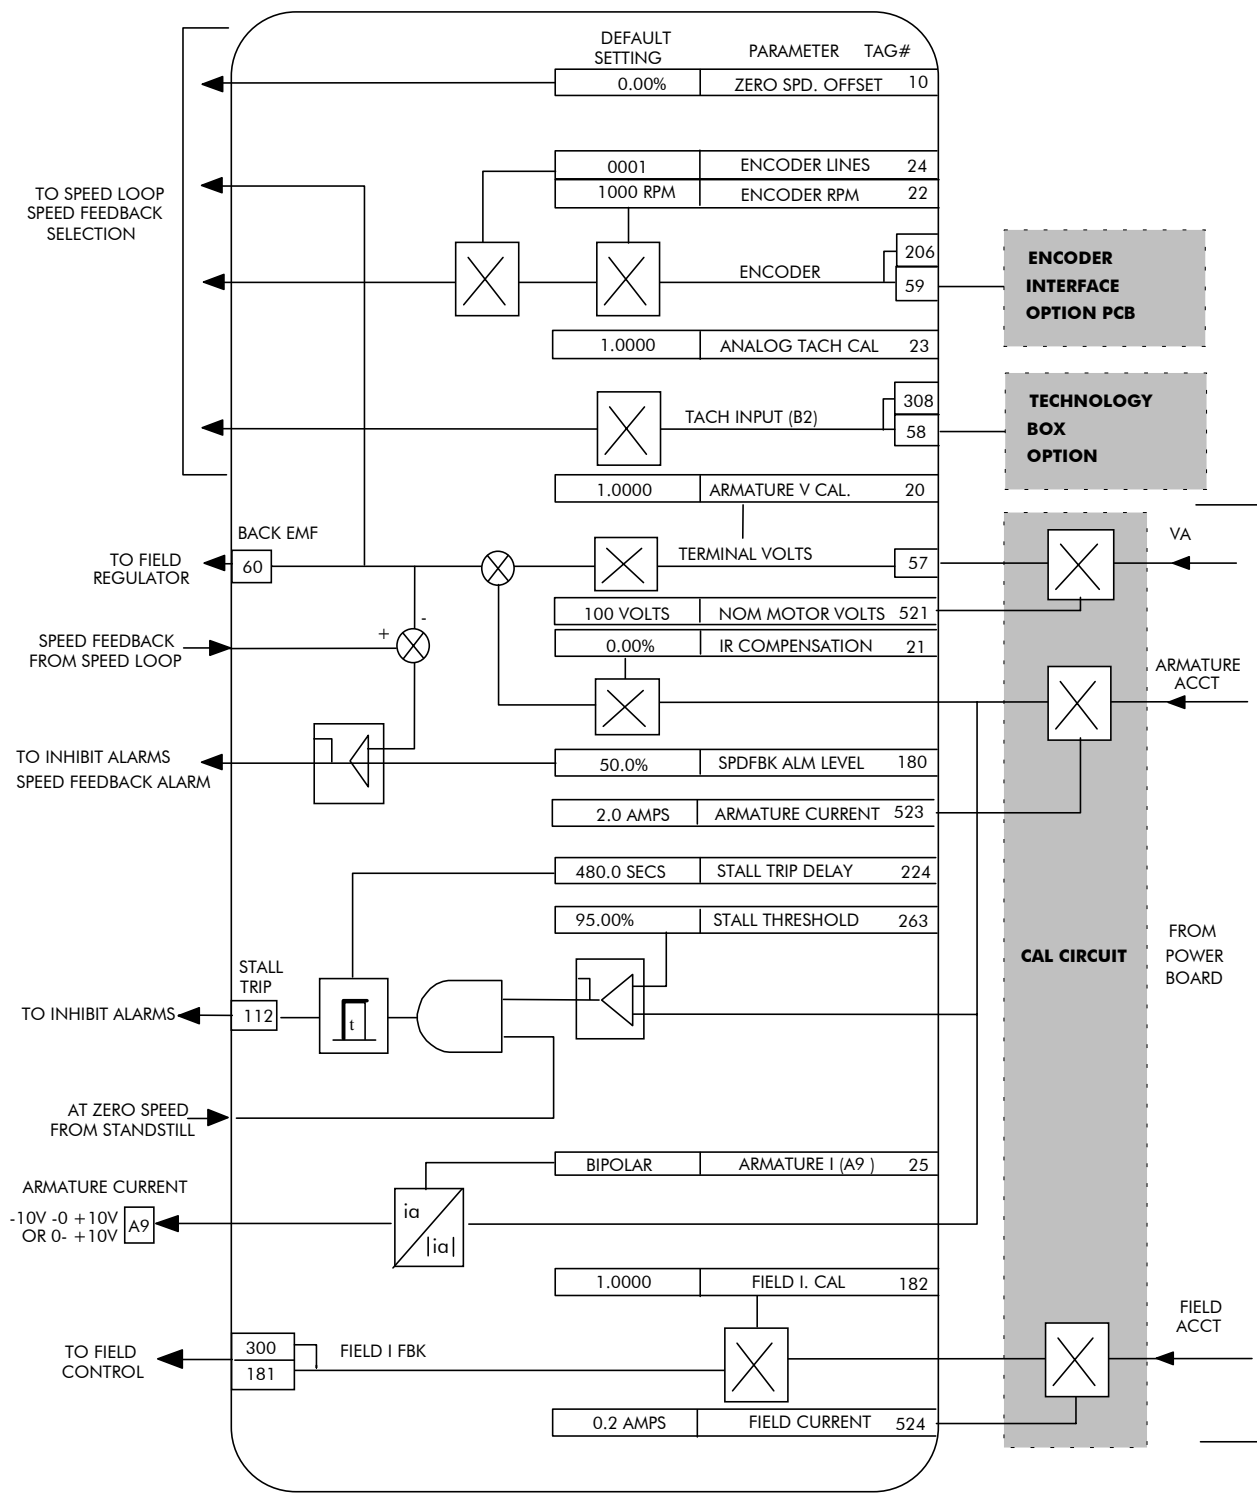 DEFAULT SETTING PARAMETER TAG#
0.00% ZERO SPD. OFFSET 10
TO SPEED LOOP
SPEED FEEDBACK
SELECTION
0001 ENCODER LINES 24
1000 RPM ENCODER RPM 22
ENCODER
206
59
ENCODER
INTERFACE
OPTION PCB
1.0000 ANALOG TACH CAL 23
TACH INPUT (B2)
308
58
TECHNOLOGY
BOX
OPTION
1.0000 ARMATURE V CAL. 20
BACK EMF
TO FIELD
REGULATOR
60
TERMINAL VOLTS
57
VA
100 VOLTS NOM MOTOR VOLTS 521
0.00% IR COMPENSATION 21
SPEED FEEDBACK
FROM SPEED LOOP
+
-
ARMATURE
ACCT
TO INHIBIT ALARMS
SPEED FEEDBACK ALARM
50.0% SPDFBK ALM LEVEL 180
2.0 AMPS ARMATURE CURRENT 523
480.0 SECS STALL TRIP DELAY 224
95.00% STALL THRESHOLD 263
CAL CIRCUIT
FROM
POWER
BOARD
STALL
TRIP
TO INHIBIT ALARMS
112
t
AT ZERO SPEED
FROM STANDSTILL
BIPOLAR ARMATURE I (A9 ) 25
ARMATURE CURRENT
-10V -0 +10V
OR 0- +10V
A9
ia
|ia|
1.0000 FIELD I. CAL 182
FIELD
ACCT
TO FIELD
CONTROL
300
181
FIELD I FBK
0.2 AMPS FIELD CURRENT 524